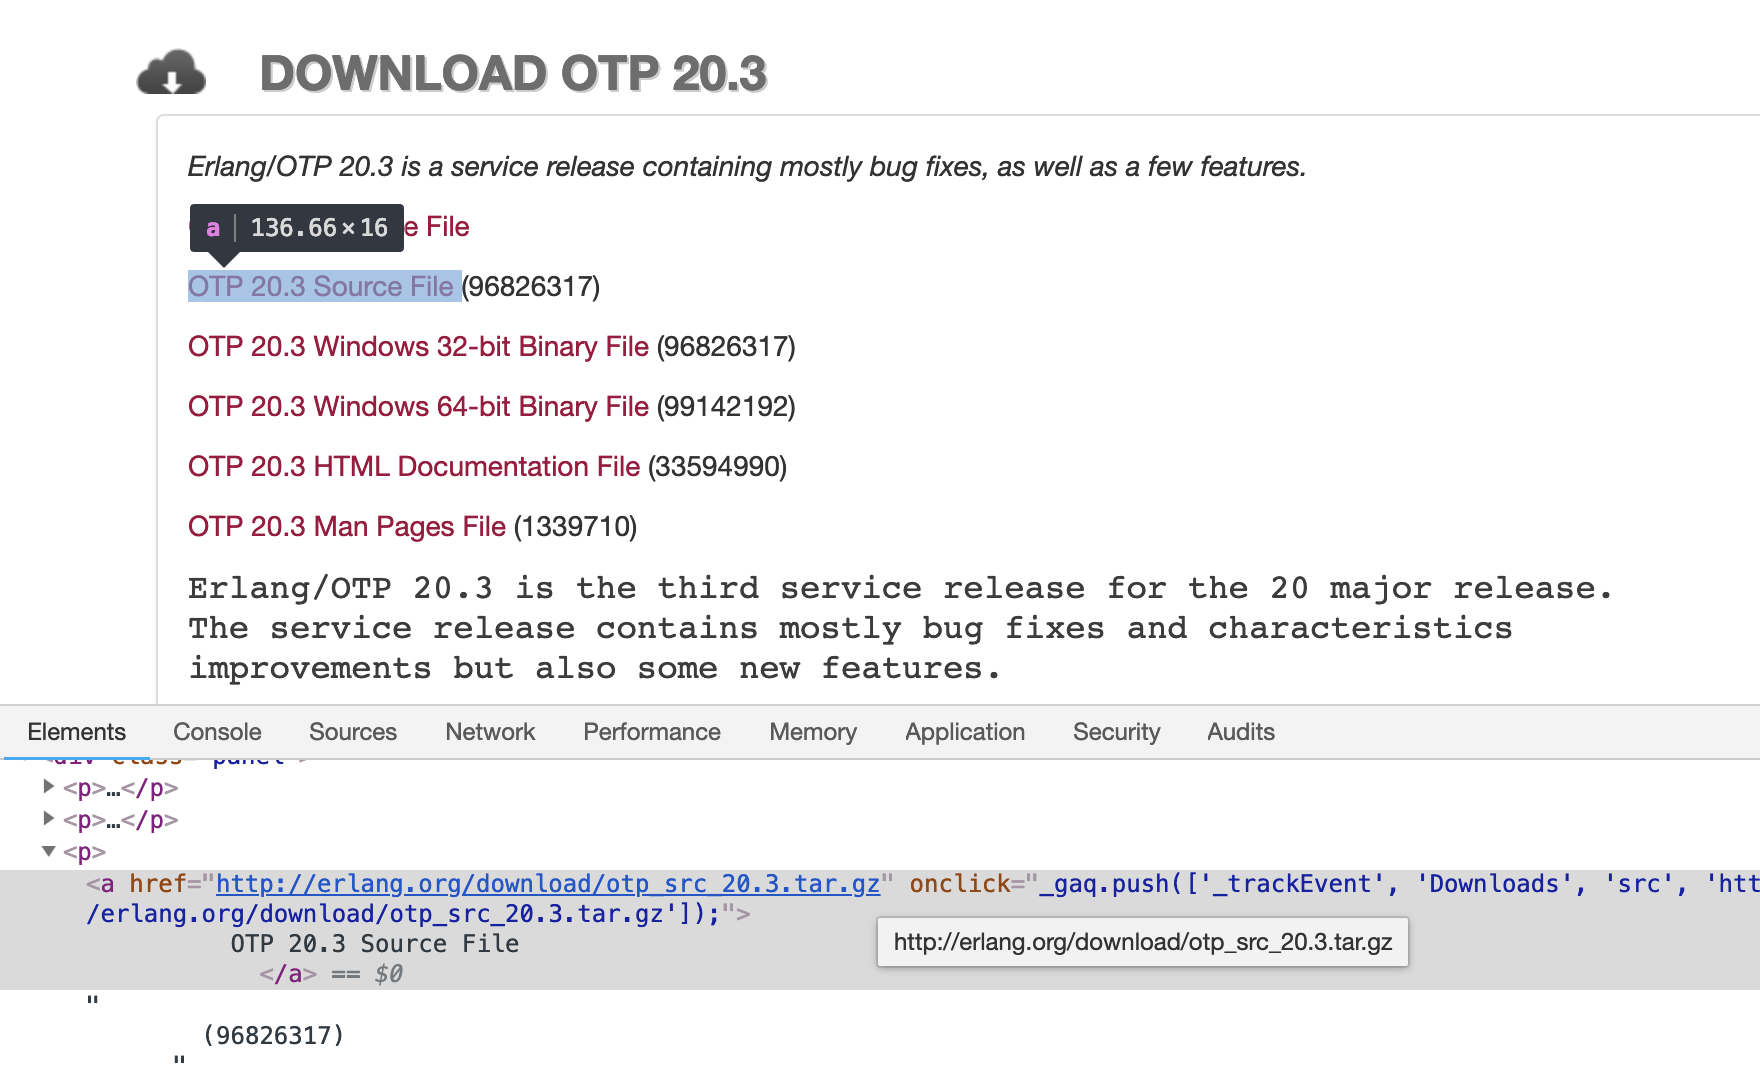 DOWNLOAD OTP 20.3
Erlang/OTP 20.3 is a service release containing mostly bug fixes, as well as a few features.
a 136.66×16 e File
OTP 20.3 Source File (96826317)
OTP 20.3 Windows 32-bit Binary File (96826317)
OTP 20.3 Windows 64-bit Binary File (99142192)
OTP 20.3 HTML Documentation File (33594990)
OTP 20.3 Man Pages File (1339710)
Erlang/OTP 20.3 is the third service release for the 20 major release.
The service release contains mostly bug fixes and characteristics
improvements but also some new features.
Elements Console Sources Network Performance Memory Application Security Audits
<div class="panel">
<p>…</p>
<p>…</p>
<p>
<a href="http://erlang.org/download/otp_src_20.3.tar.gz" onclick="_gaq.push(['_trackEvent', 'Downloads', 'src', 'htt
/erlang.org/download/otp_src_20.3.tar.gz']);">
http://erlang.org/download/otp_src_20.3.tar.gz
OTP 20.3 Source File
</a> == $0
"
(96826317)
"